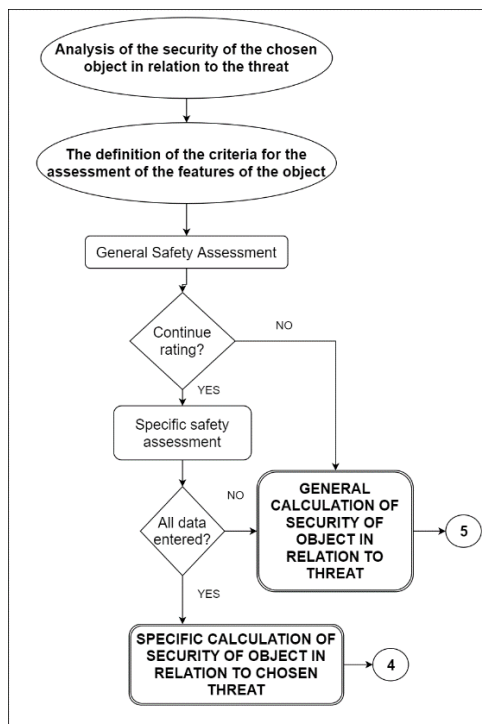 Analysis of the security of the chosen
object in relation to the threat
The definition of the criteria for the
assessment of the features of the object
General Safety Assessment
Continue
rating?
NO
YES
Specific safety
assessment
All data
entered?
NO
GENERAL
CALCULATION OF
SECURITY OF
OBJECT IN
RELATION TO
THREAT
5
YES
SPECIFIC CALCULATION OF
SECURITY OF OBJECT IN
RELATION TO CHOSEN
THREAT
4